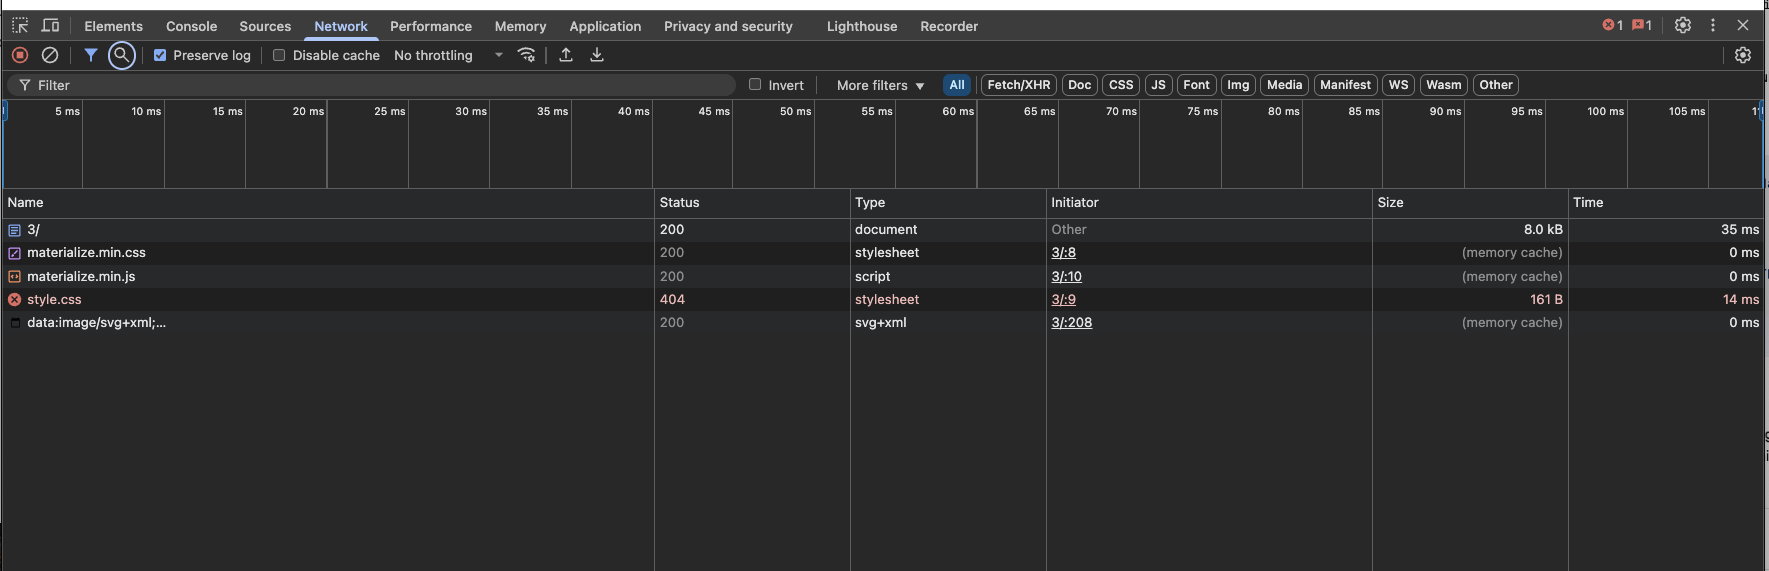 Elements Console Sources Network Performance Memory Application Privacy and security Lighthouse Recorder 1 1
Preserve log Disable cache No throttling
Filter Invert More filters All Fetch/XHR Doc CSS JS Font Img Media Manifest WS Wasm Other
5 ms 10 ms 15 ms 20 ms 25 ms 30 ms 35 ms 40 ms 45 ms 50 ms 55 ms 60 ms 65 ms 70 ms 75 ms 80 ms 85 ms 90 ms 95 ms 100 ms 105 ms
Name Status Type Initiator Size Time
3/ 200 document Other 8.0 kB 35 ms
materialize.min.css 200 stylesheet 3/:8 (memory cache) 0 ms
materialize.min.js 200 script 3/:10 (memory cache) 0 ms
style.css 404 stylesheet 3/:9 161 B 14 ms
data:image/svg+xml;... 200 svg+xml 3/:208 (memory cache) 0 ms